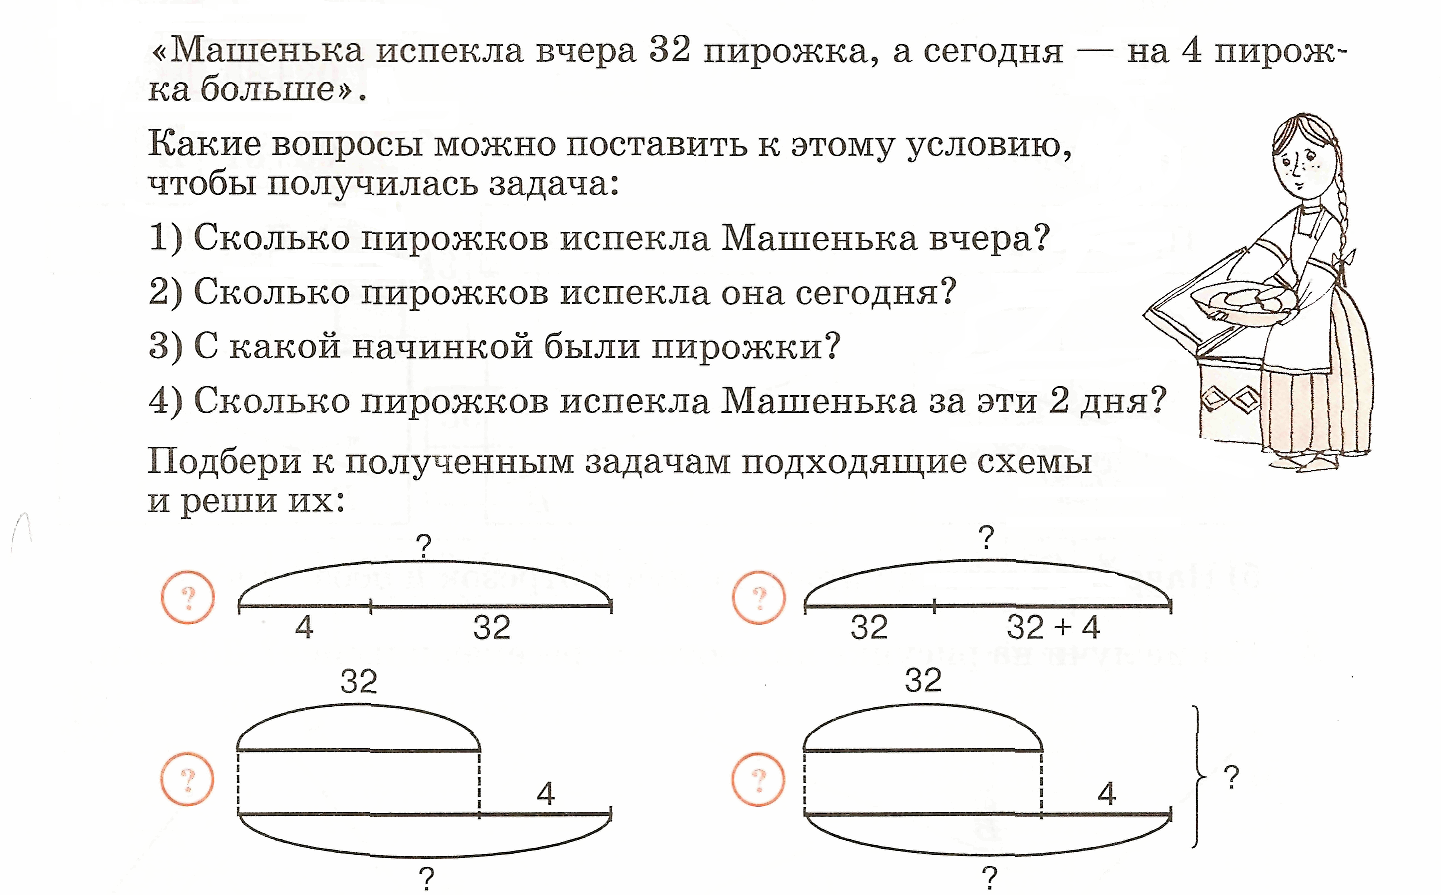 «Машенька испекла вчера 32 пирожка, а сегодня — на 4 пирож-
ка больше».
Какие вопросы можно поставить к этому условию,
чтобы получилась задача:
1) Сколько пирожков испекла Машенька вчера?
2) Сколько пирожков испекла она сегодня?
3) С какой начинкой были пирожки?
4) Сколько пирожков испекла Машенька за эти 2 дня?
Подбери к полученным задачам подходящие схемы
и реши их:
?
?
4 32
?
?
32 32 + 4
32
?
4
?
32
?
4
?
?